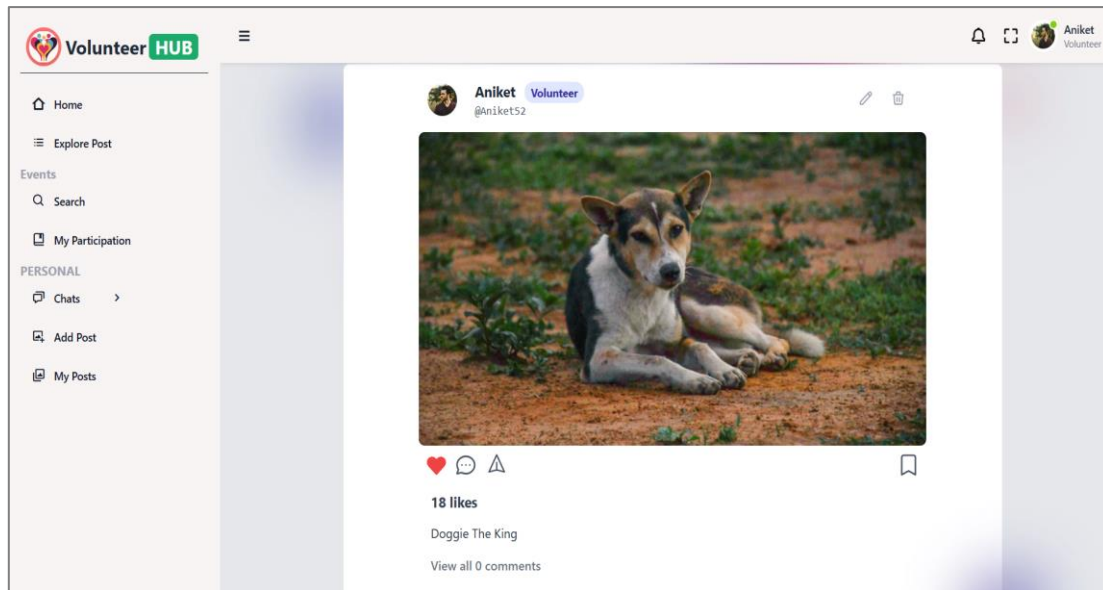 Volunteer HUB
Home
Explore Post
Events
Search
My Participation
PERSONAL
Chats
Add Post
My Posts
Aniket
Volunteer
Aniket Volunteer
@Aniket52
18 likes
Doggie The King
View all 0 comments